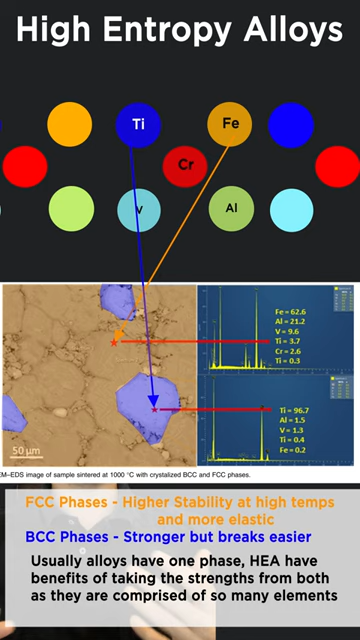 High Entropy Alloys
Ti
Fe
Cr
V
Al
Fe = 62.6
Al = 21.2
V = 9.6
Ti = 3.7
Cr = 2.6
Ti = 0.3
Ti = 96.7
Al = 1.5
V = 1.3
Ti = 0.4
Fe = 0.2
50 µm
EM–EDS image of sample sintered at 1000 °C with crystalized BCC and FCC phases.
FCC Phases - Higher Stability at high temps
and more elastic
BCC Phases - Stronger but breaks easier
Usually alloys have one phase, HEA have
benefits of taking the strengths from both
as they are comprised of so many elements